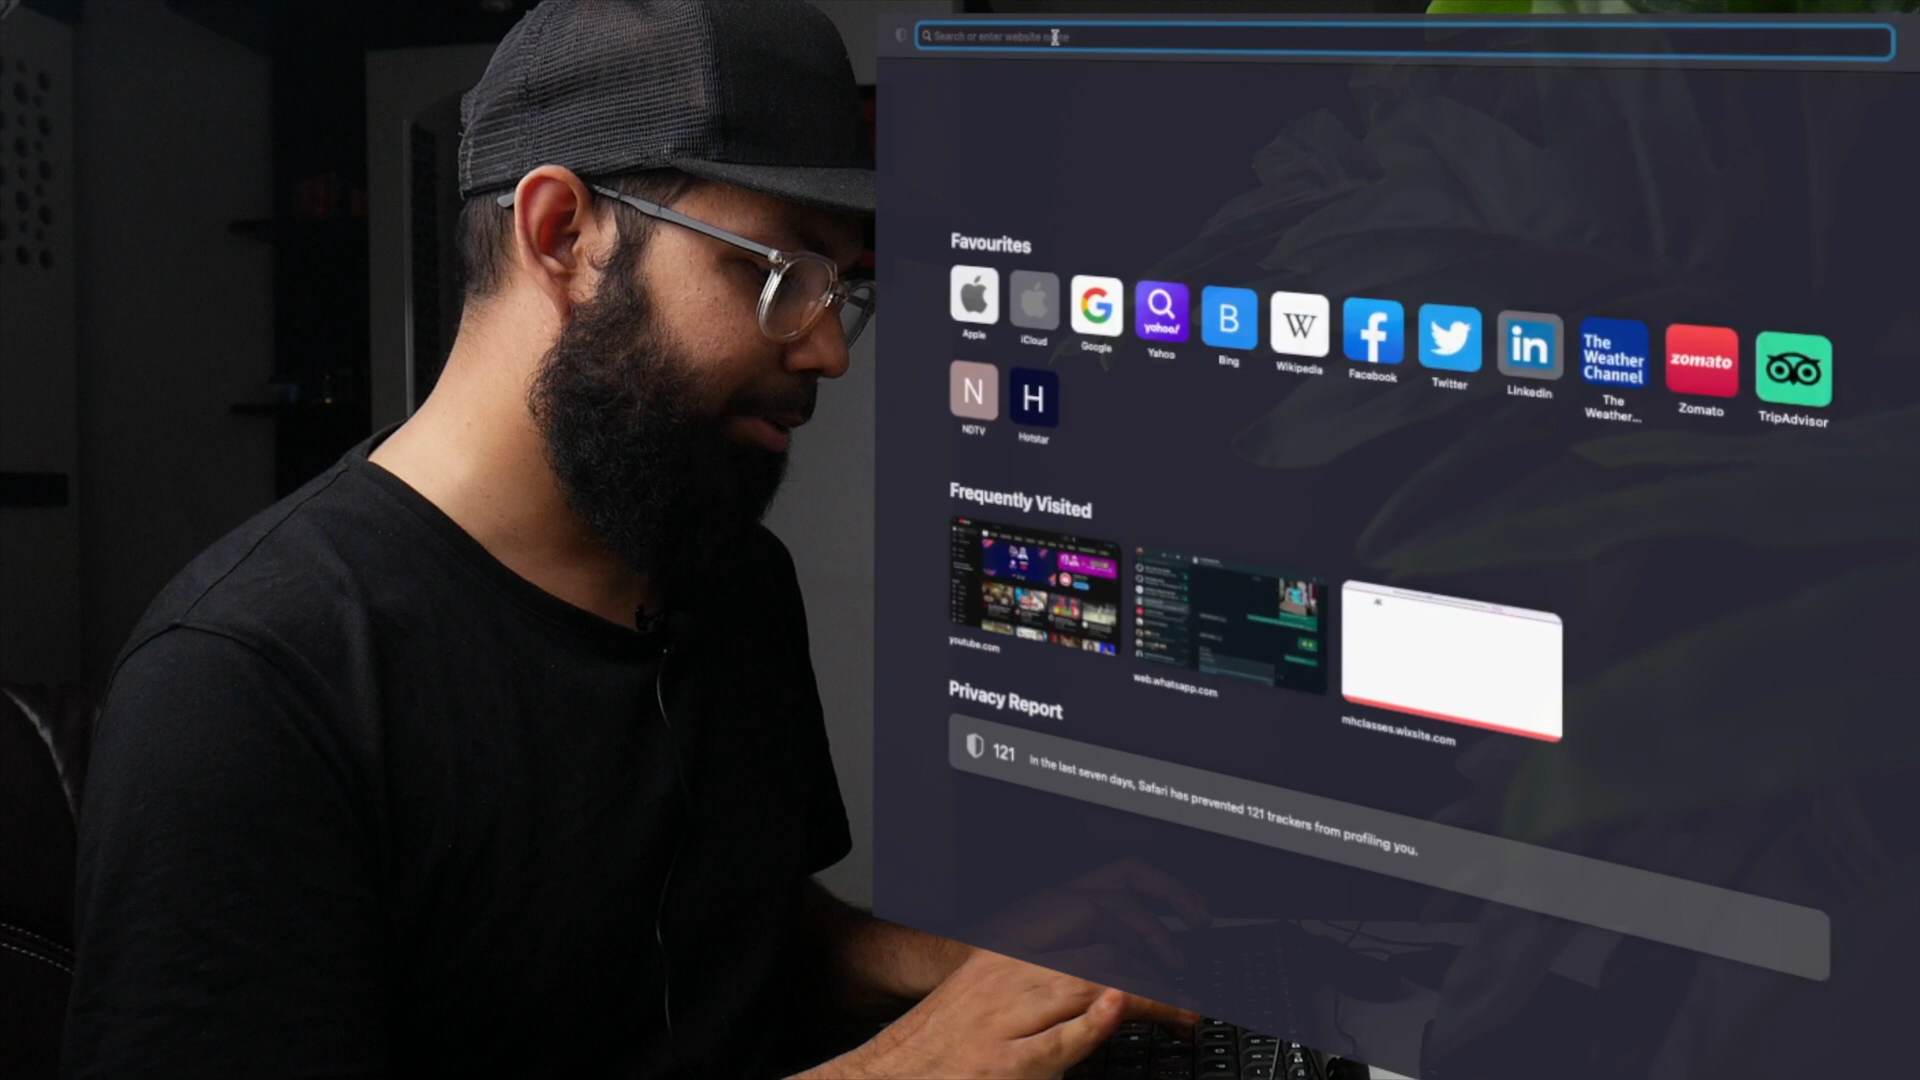 Search or enter website name
Favourites
Apple
iCloud
Google
yahoo!
Yahoo
B
Bing
W
Wikipedia
Facebook
Twitter
in
LinkedIn
The
Weather
Channel
The
Weather...
zomato
Zomato
TripAdvisor
N
NDTV
H
Hotstar
Frequently Visited
youtube.com
web.whatsapp.com
mhclasses.wixsite.com
Privacy Report
121
In the last seven days, Safari has prevented 121 trackers from profiling you.